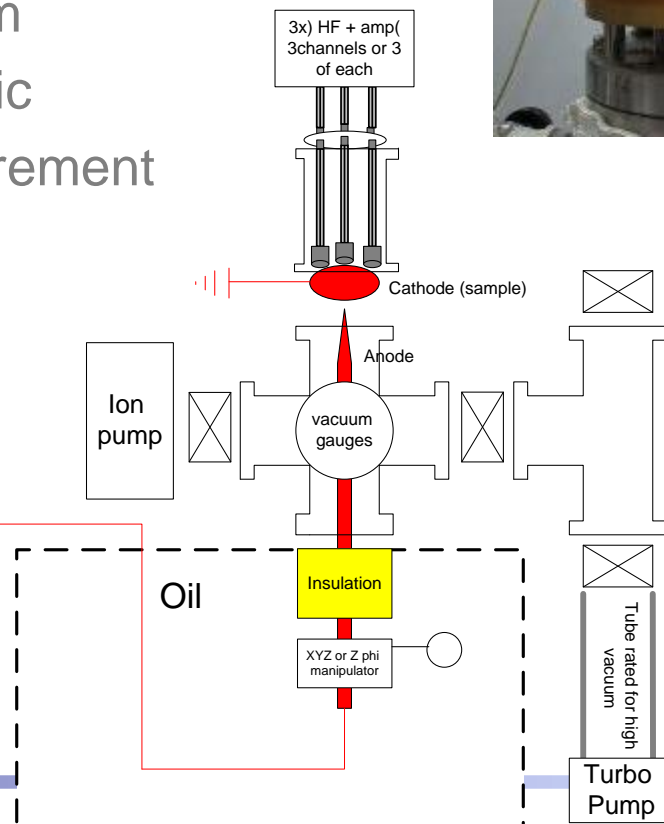 3x) HF + amp(
3channels or 3
of each
rement
Cathode (sample)
Anode
Ion
pump
vacuum
gauges
Oil
Insulation
XYZ or Z phi
manipulator
Tube rated for high
vacuum
Turbo
Pump